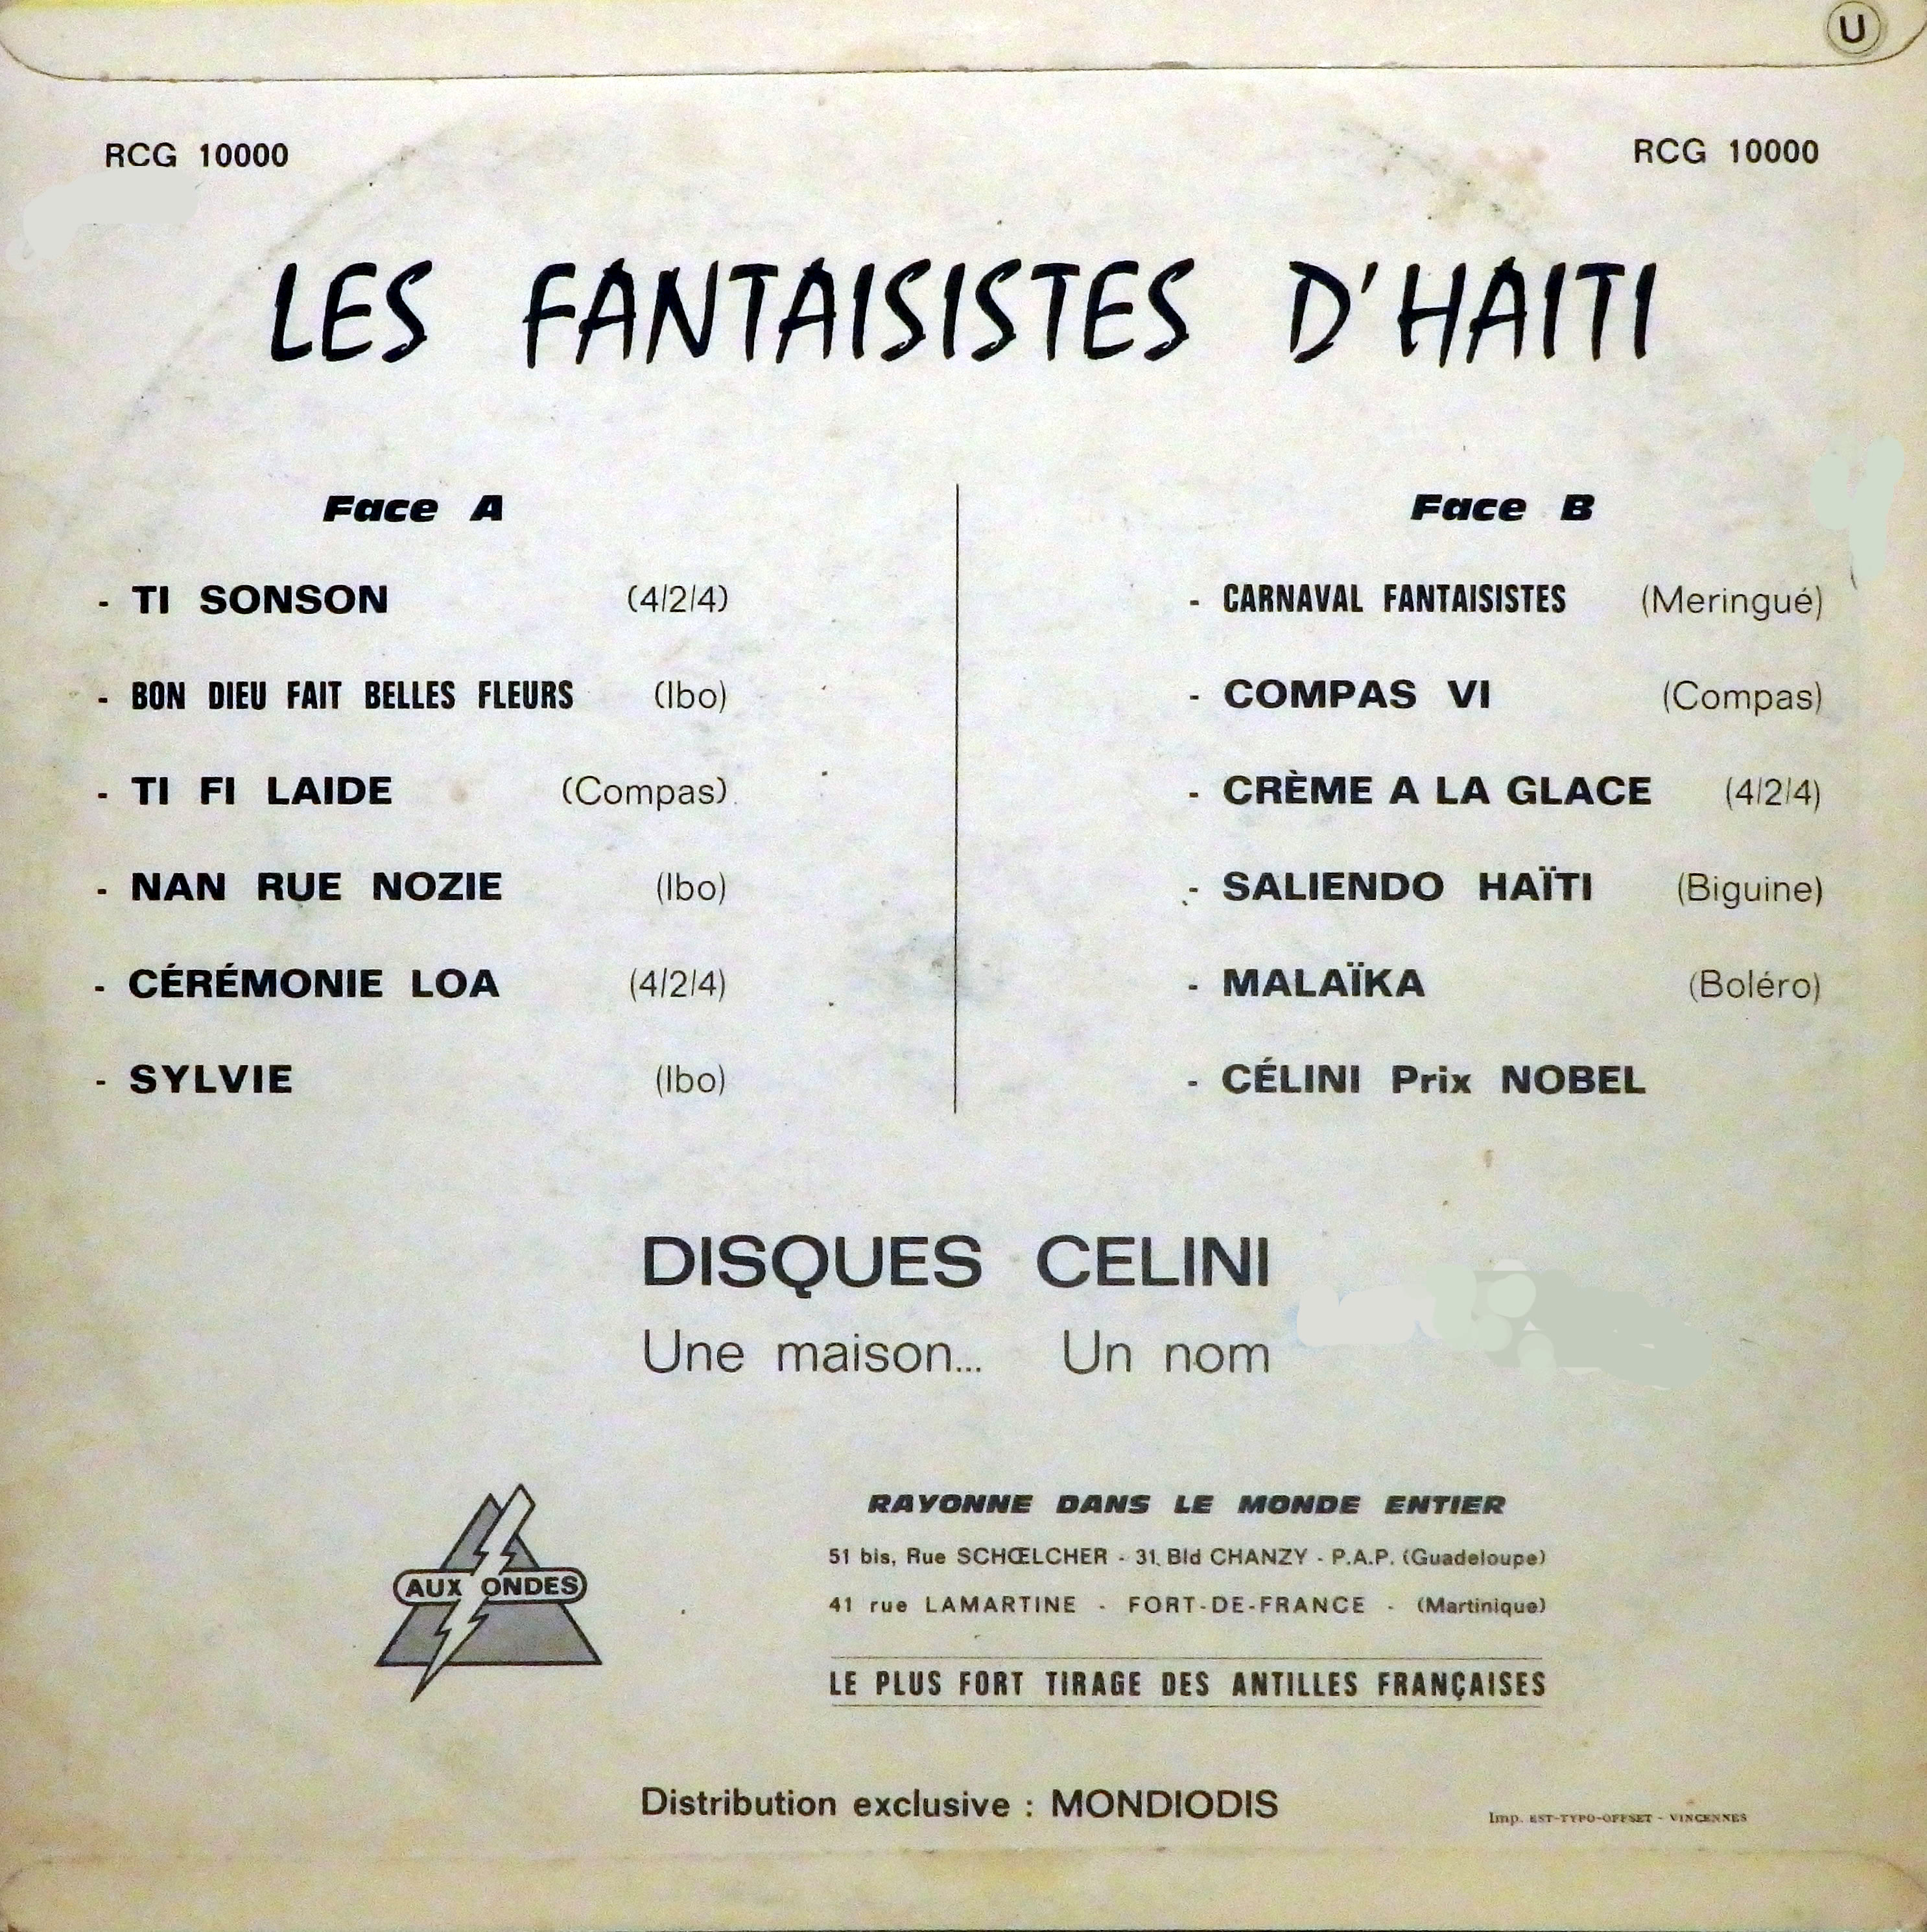 U
RCG 10000
RCG 10000
LES FANTAISISTES D'HAITI
Face A
- TI SONSON (4/2/4)
- BON DIEU FAIT BELLES FLEURS (Ibo)
- TI FI LAIDE (Compas)
- NAN RUE NOZIE (Ibo)
- CÉRÉMONIE LOA (4/2/4)
- SYLVIE (Ibo)
Face B
- CARNAVAL FANTAISISTES (Meringué)
- COMPAS VI (Compas)
- CRÈME A LA GLACE (4/2/4)
- SALIENDO HAÏTI (Biguine)
- MALAÏKA (Boléro)
- CÉLINI Prix NOBEL
DISQUES CELINI
Une maison... Un nom
AUX ONDES
RAYONNE DANS LE MONDE ENTIER
51 bis, Rue SCHŒLCHER - 31, Bld CHANZY - P.A.P. (Guadeloupe)
41 rue LAMARTINE - FORT-DE-FRANCE - (Martinique)
LE PLUS FORT TIRAGE DES ANTILLES FRANÇAISES
Distribution exclusive : MONDIODIS
Imp. EST-TYPO-OFFSET - VINCENNES